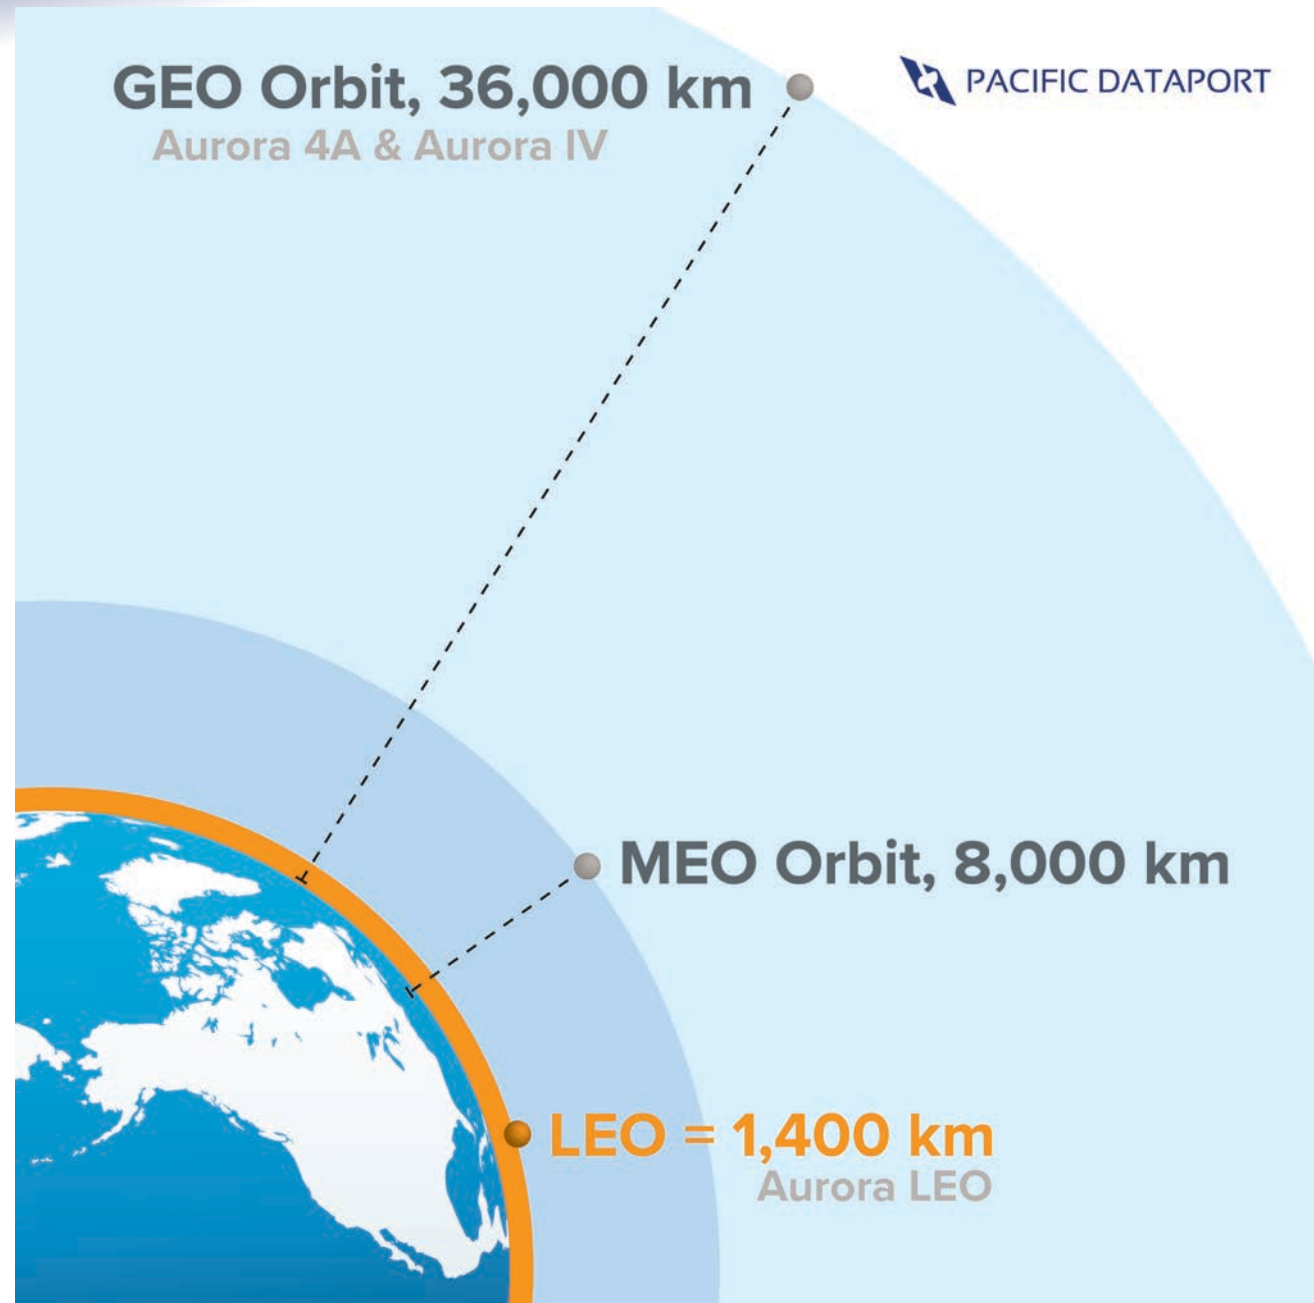 GEO Orbit, 36,000 km
Aurora 4A & Aurora IV
PACIFIC DATAPORT
MEO Orbit, 8,000 km
LEO = 1,400 km
Aurora LEO